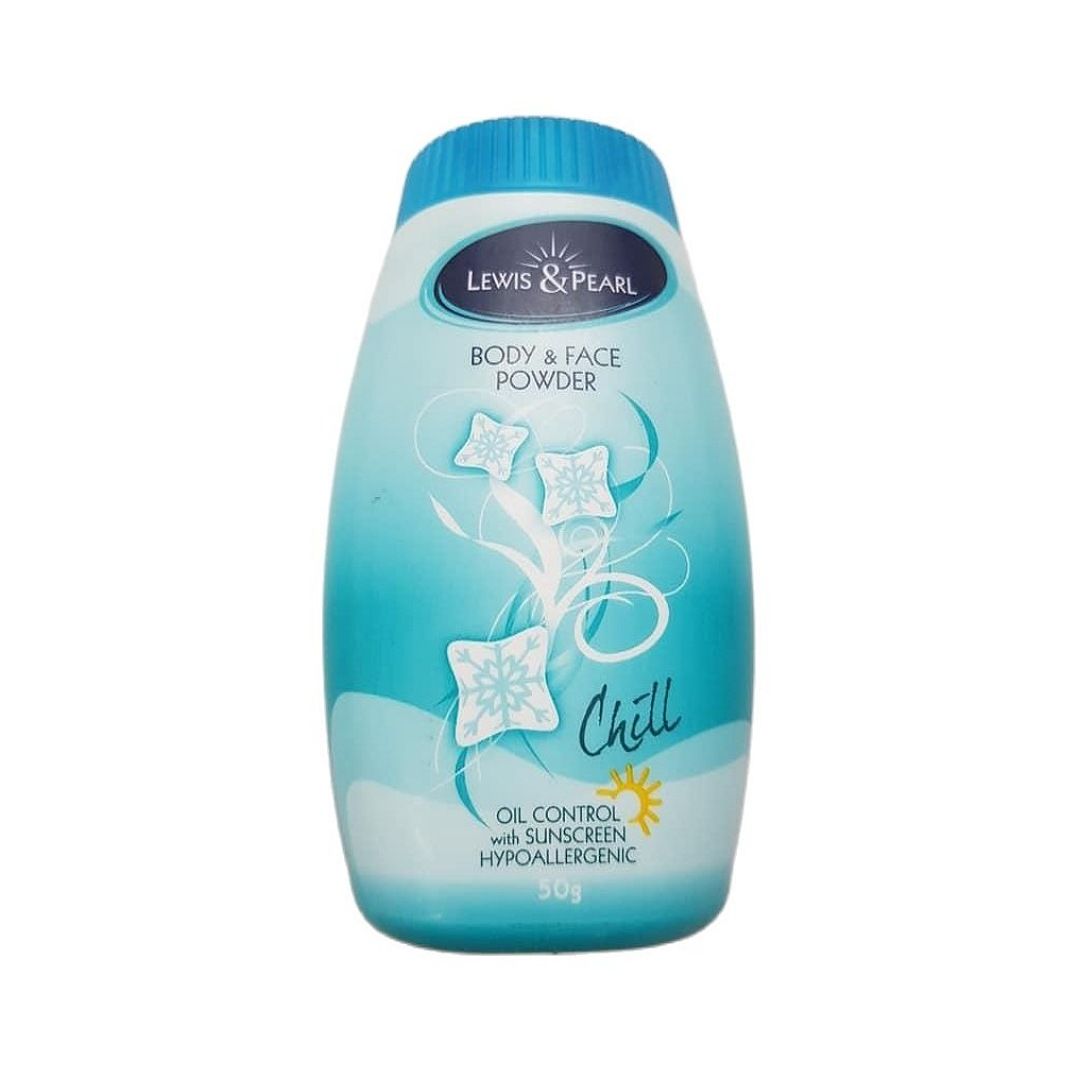 LEWIS & PEARL
BODY & FACE
POWDER
Chill
OIL CONTROL
with SUNSCREEN
HYPOALLERGENIC
50g